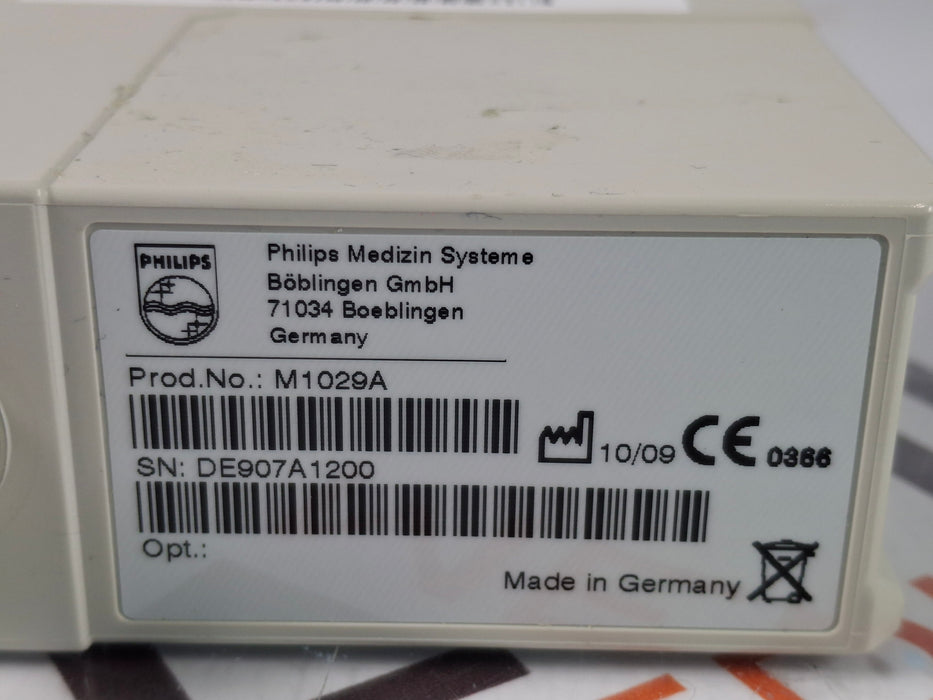 PHILIPS
Philips Medizin Systeme
Böblingen GmbH
71034 Boeblingen
Germany
Prod.No.: M1029A
10/09 CE 0366
SN: DE907A1200
Opt.:
Made in Germany